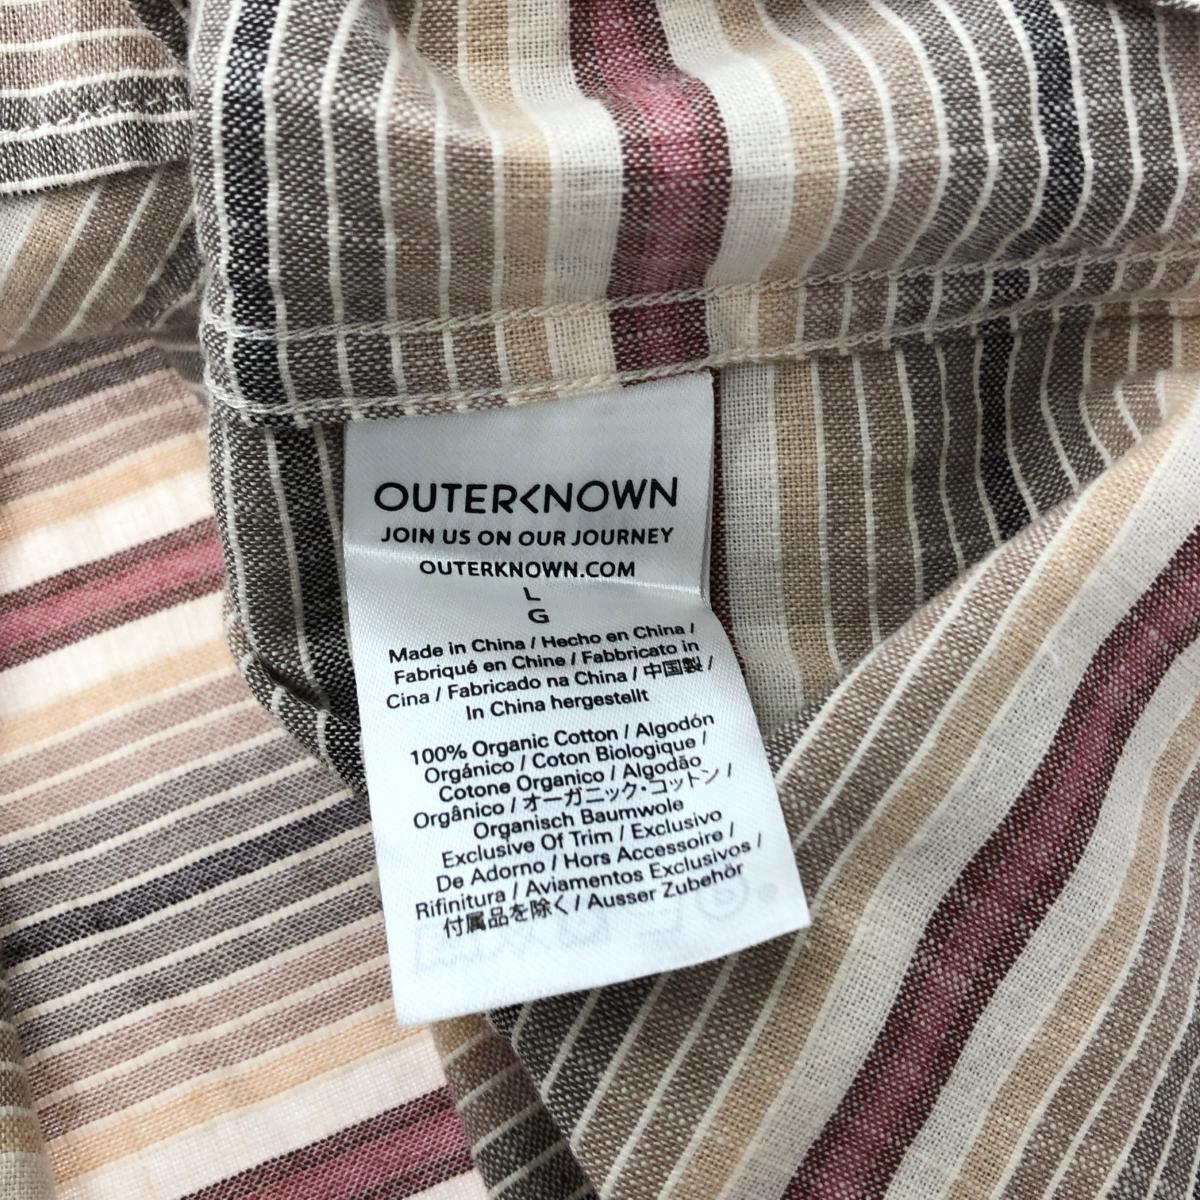 OUTERKNOWN
JOIN US ON OUR JOURNEY
OUTERKNOWN.COM
L
G
Made in China / Hecho en China /
Fabriqué en Chine / Fabbricato in
Cina / Fabricado na China / 中国製 /
In China hergestellt
100% Organic Cotton / Algodón
Orgánico / Coton Biologique /
Cotone Organico / Algodão
Orgânico / オーガニック・コットン /
Organisch Baumwole
Exclusive Of Trim / Exclusivo
De Adorno / Hors Accessoire /
Rifinitura / Aviamentos Exclusivos /
付属品を除く / Ausser Zubehör